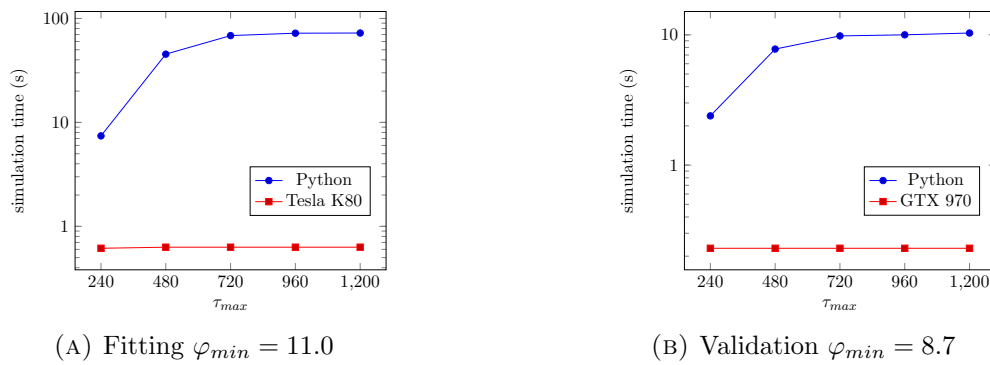 100
10
1
simulation time (s)
Python
Tesla K80
240 480 720 960 1,200
τmax
(A) Fitting φmin = 11.0
10
1
simulation time (s)
Python
GTX 970
240 480 720 960 1,200
τmax
(B) Validation φmin = 8.7